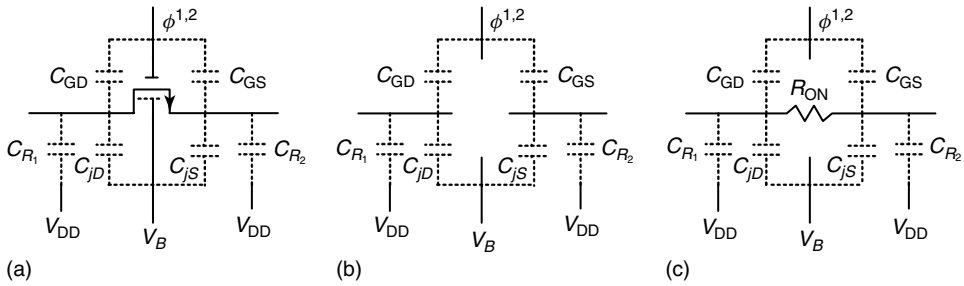 ϕ1,2
CGD
CGS
CR1
CjD
CjS
CR2
VDD
VB
VDD
(a)
ϕ1,2
CGD
CGS
CR1
CjD
CjS
CR2
VDD
VB
VDD
(b)
ϕ1,2
CGD
CGS
RON
CR1
CjD
CjS
CR2
VDD
VB
VDD
(c)